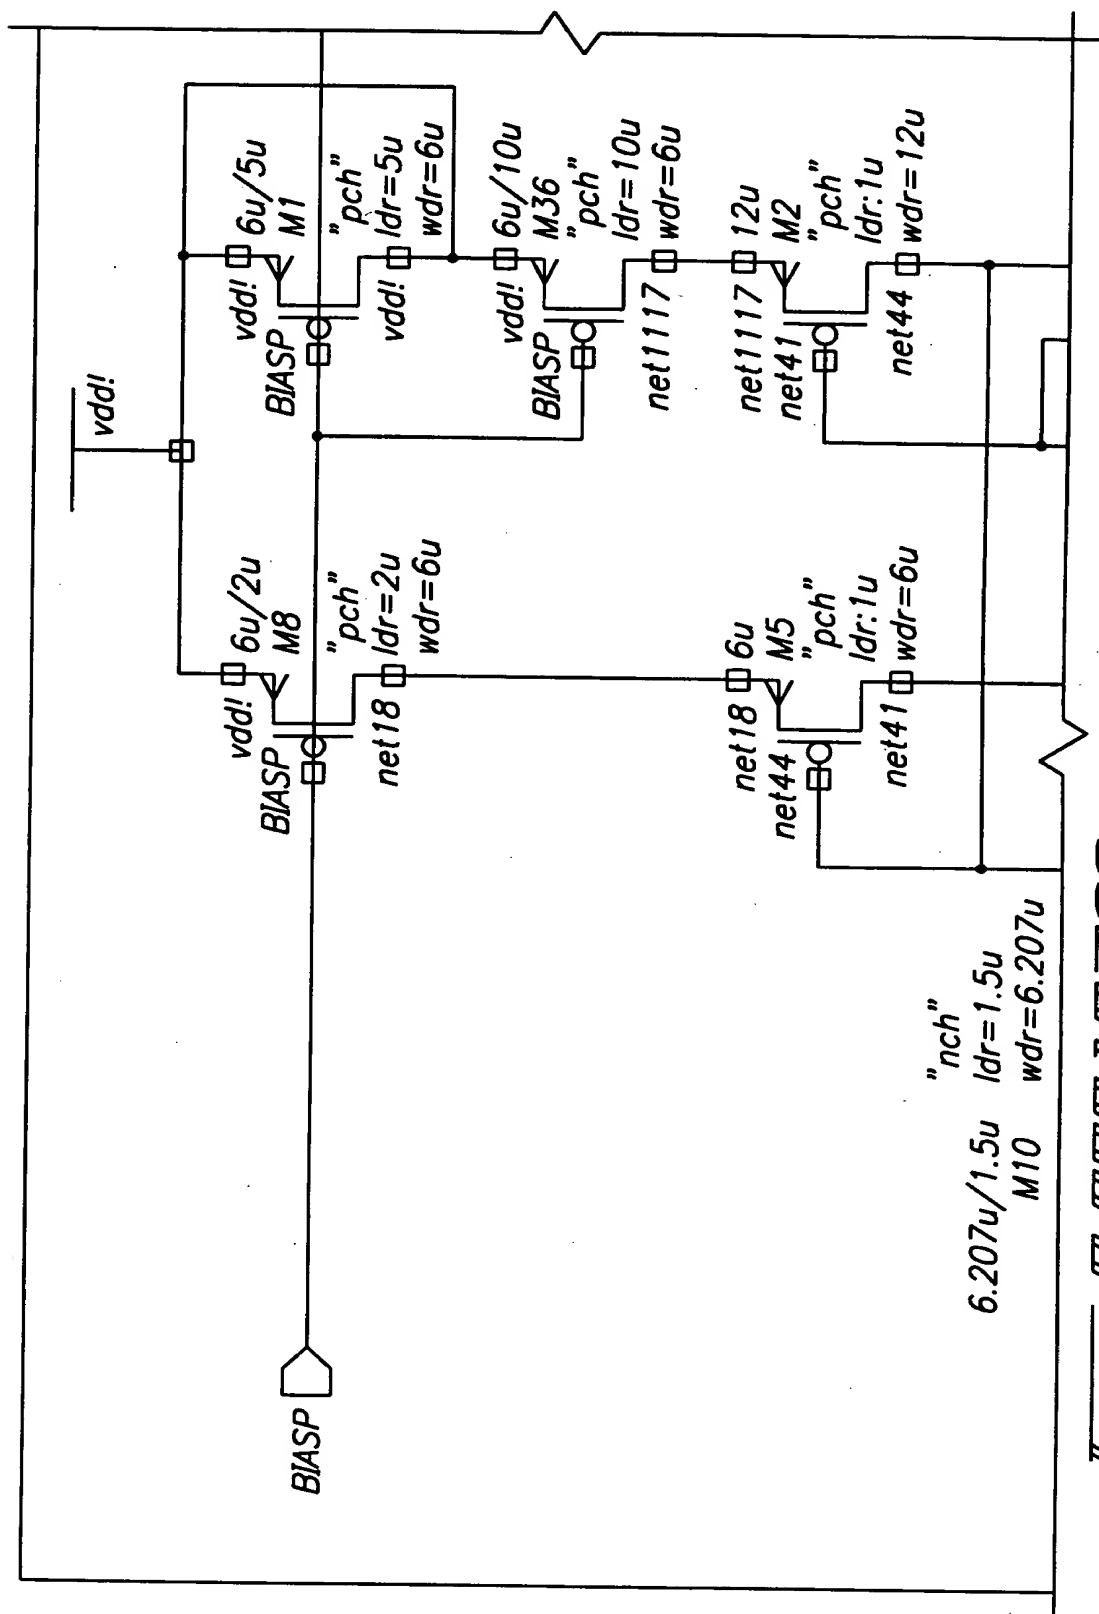 vdd!
vdd!
6u/2u
M8
BIASP
"pch"
ldr=2u
wdr=6u
net18
vdd!
6u/5u
M1
BIASP
"pch"
ldr=5u
wdr=6u
vdd!
vdd!
6u/10u
M36
BIASP
"pch"
ldr=10u
wdr=6u
net1117
net1117
12u
M2
net41
"pch"
ldr:1u
wdr=12u
net44
net18
6u
M5
net44
"pch"
ldr:1u
wdr=6u
net41
BIASP
"nch"
6.207u/1.5u
ldr=1.5u
M10
wdr=6.207u